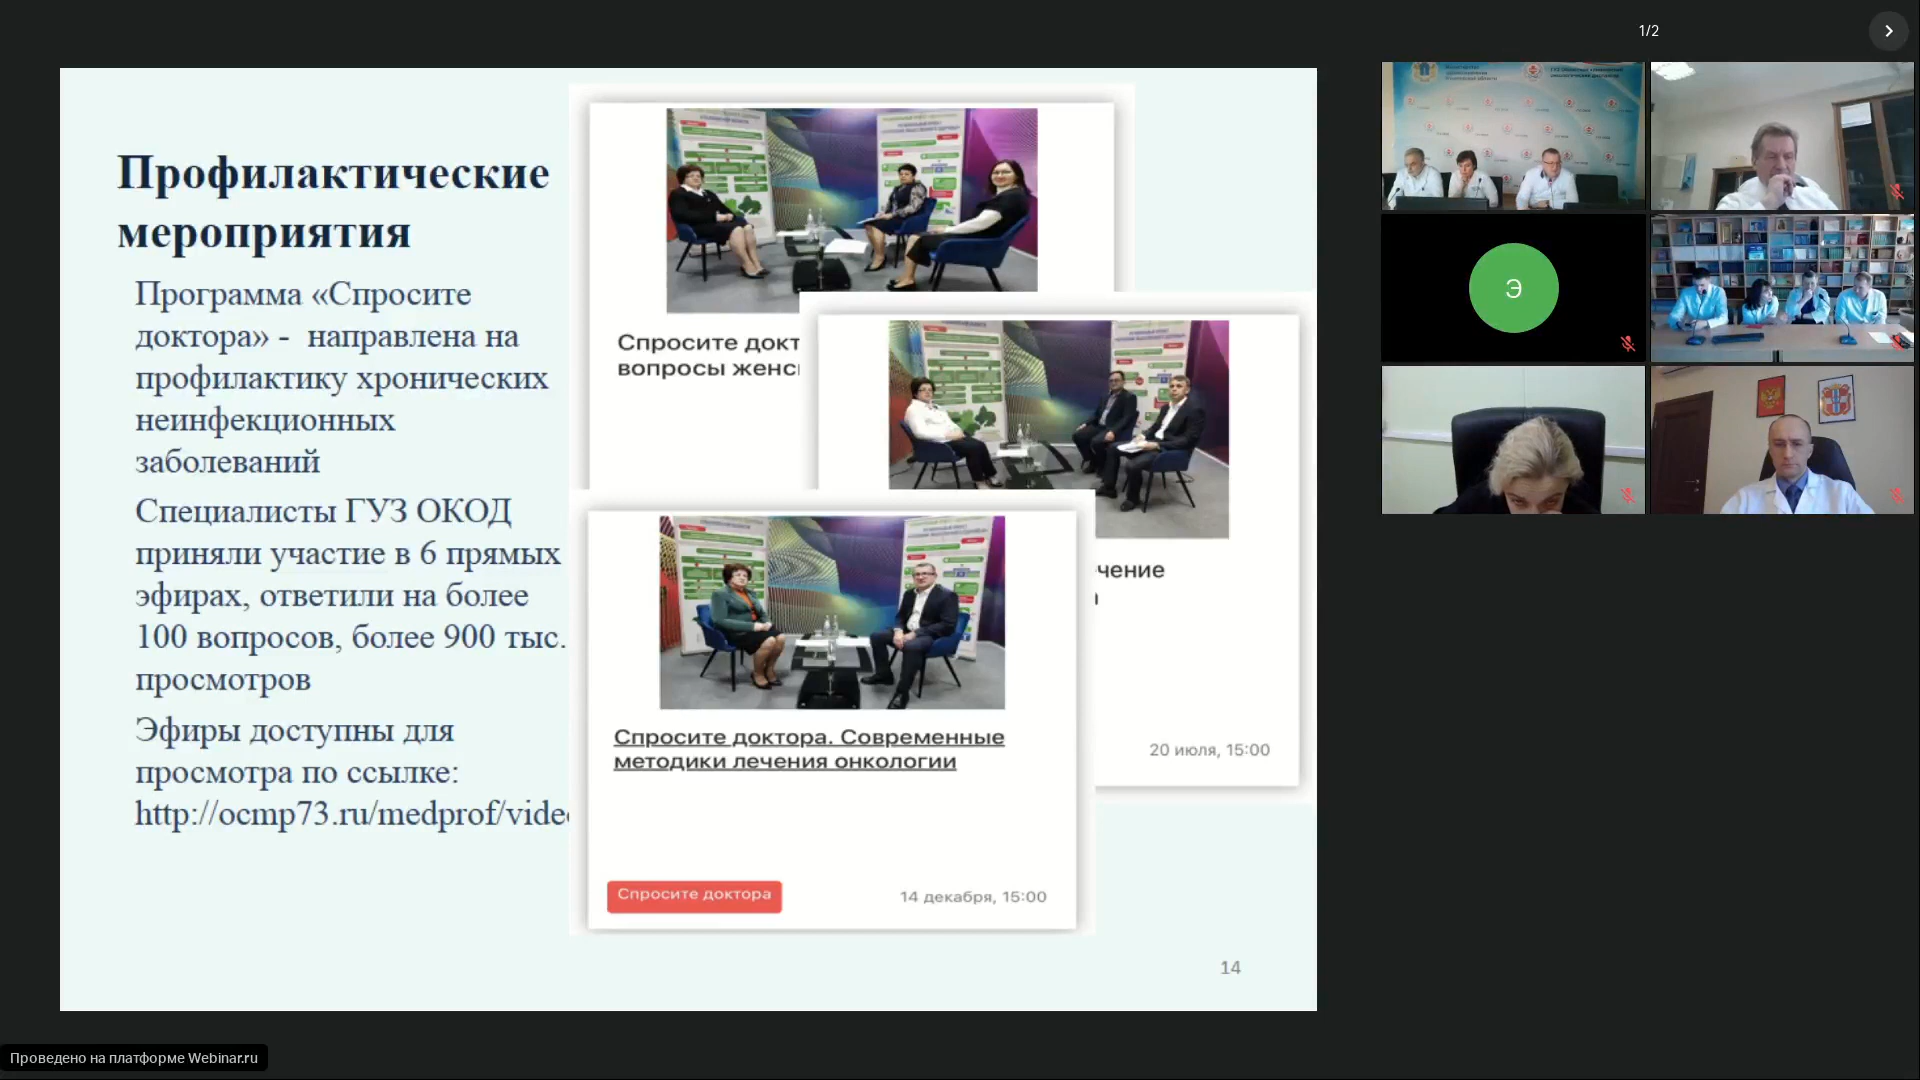 1/2
Профилактические
мероприятия
Программа «Спросите
доктора» - направлена на
профилактику хронических
неинфекционных
заболеваний
Специалисты ГУЗ ОКОД
приняли участие в 6 прямых
эфирах, ответили на более
100 вопросов, более 900 тыс.
просмотров
Эфиры доступны для
просмотра по ссылке:
http://ocmp73.ru/medprof/video
Спросите докт
вопросы женс
чение
20 июля, 15:00
Спросите доктора. Современные
методики лечения онкологии
Спросите доктора
14 декабря, 15:00
14
Э
Проведено на платформе Webinar.ru